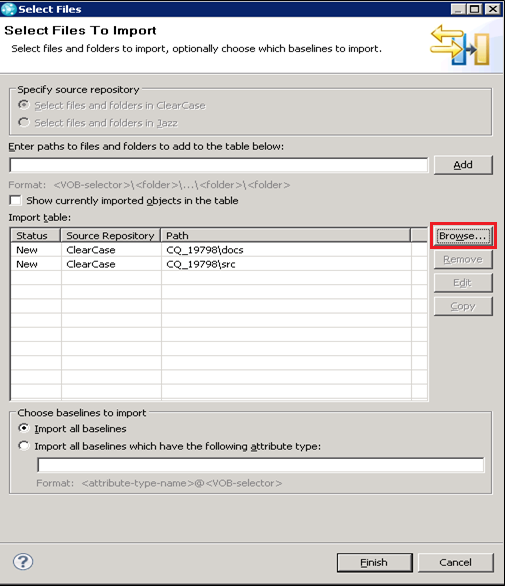 Select Files
Select Files To Import
Select files and folders to import, optionally choose which baselines to import.
Specify source repository
Select files and folders in ClearCase
Select files and folders in Jazz
Enter paths to files and folders to add to the table below:
Add
Format: <VOB-selector>\<folder>\...\<folder>\<folder>
Show currently imported objects in the table
Import table:
Status Source Repository Path
New ClearCase CQ_19798\docs
New ClearCase CQ_19798\src
Browse...
Remove
Edit
Copy
Choose baselines to import
Import all baselines
Import all baselines which have the following attribute type:
Format: <attribute-type-name>@<VOB-selector>
?
Finish Cancel